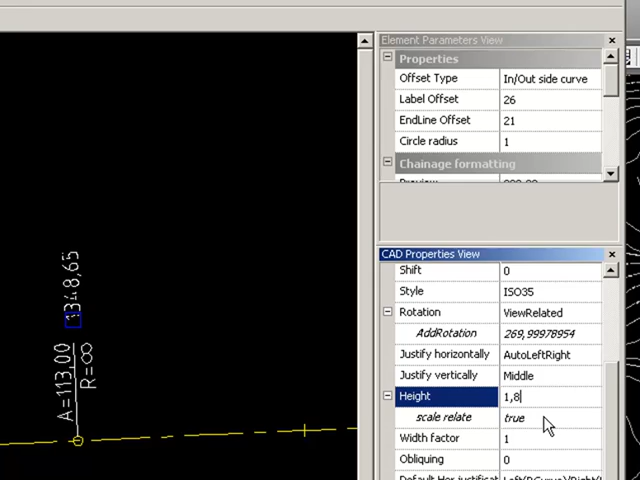 Element Parameters View
Properties
Offset Type In/Out side curve
Label Offset 26
EndLine Offset 21
Circle radius 1
Chainage formatting
CAD Properties View
Shift 0
Style ISO35
Rotation ViewRelated
AddRotation 269,99978954
Justify horizontally AutoLeftRight
Justify vertically Middle
Height 1,8
scale relate true
Width factor 1
Obliquing 0
1348,65
A=113,00
R=∞